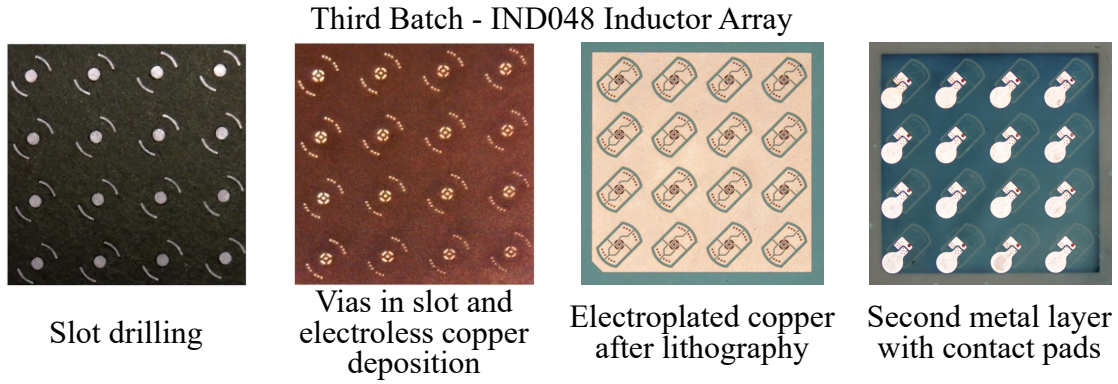 Third Batch - IND048 Inductor Array
Slot drilling
Vias in slot and
electroless copper
deposition
Electroplated copper
after lithography
Second metal layer
with contact pads